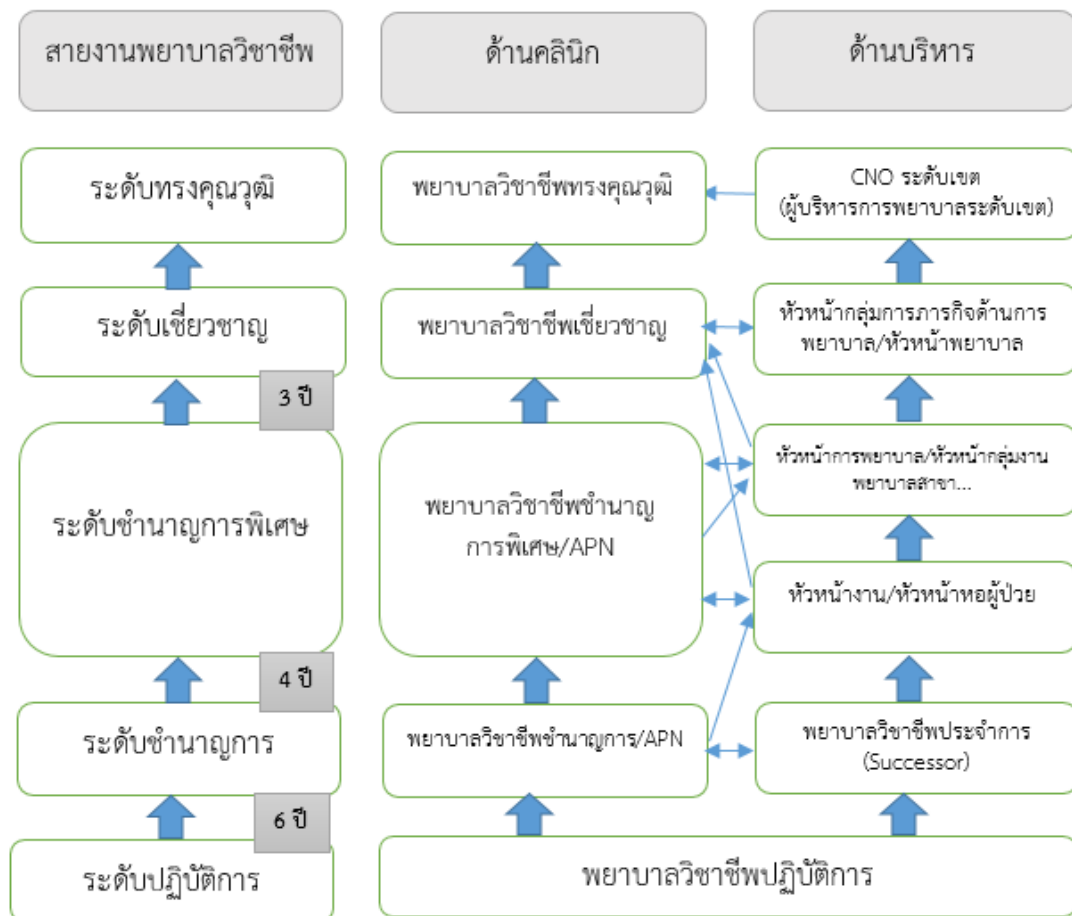 สายงานพยาบาลวิชาชีพ
ด้านคลินิก
ด้านบริหาร
ระดับทรงคุณวุฒิ
พยาบาลวิชาชีพทรงคุณวุฒิ
CNO ระดับเขต
(ผู้บริหารการพยาบาลระดับเขต)
ระดับเชี่ยวชาญ
พยาบาลวิชาชีพเชี่ยวชาญ
หัวหน้ากลุ่มการภารกิจด้านการ
พยาบาล/หัวหน้าพยาบาล
3 ปี
ระดับชำนาญการพิเศษ
พยาบาลวิชาชีพชำนาญ
การพิเศษ/APN
หัวหน้าการพยาบาล/หัวหน้ากลุ่มงาน
พยาบาลสาขา...
หัวหน้างาน/หัวหน้าหอผู้ป่วย
4 ปี
ระดับชำนาญการ
พยาบาลวิชาชีพชำนาญการ/APN
พยาบาลวิชาชีพประจำการ
(Successor)
6 ปี
ระดับปฏิบัติการ
พยาบาลวิชาชีพปฏิบัติการ